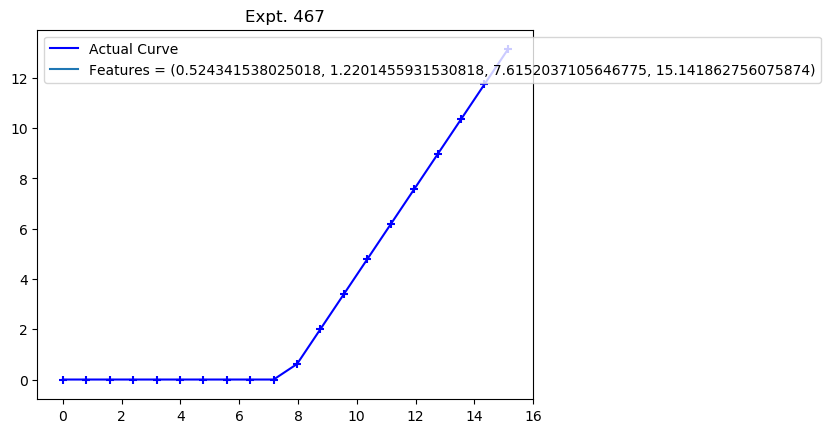 Expt. 467
Actual Curve
Features = (0.524341538025018, 1.2201455931530818, 7.6152037105646775, 15.141862756075874)
12
10
8
6
4
2
0
0 2 4 6 8 10 12 14 16